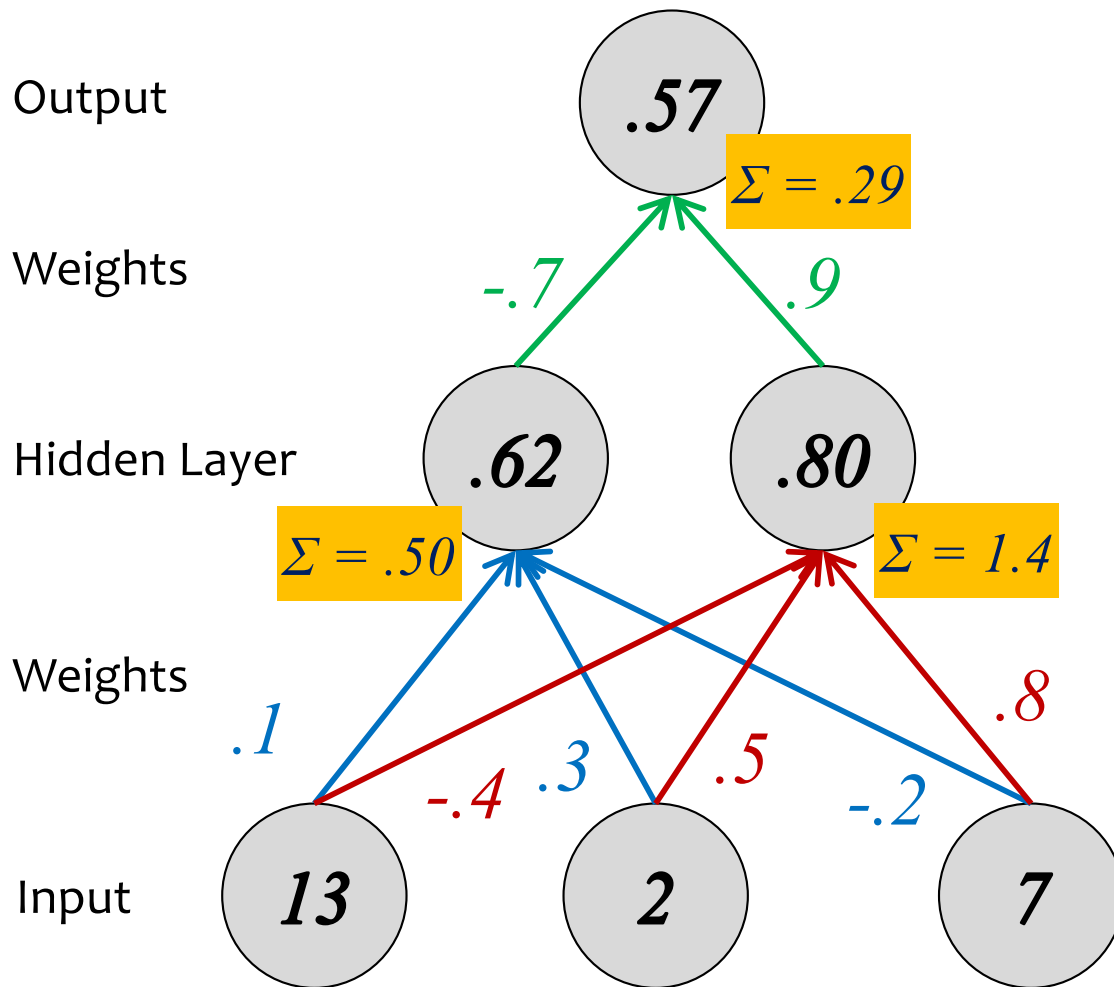 Output
.57
Σ = .29
Weights
-.7
.9
Hidden Layer
.62
.80
Σ = .50
Σ = 1.4
Weights
.1
-.4
.3
.5
-.2
.8
Input
13
2
7